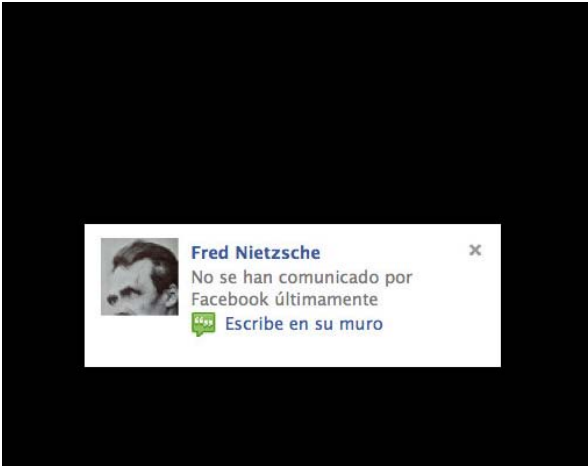 Fred Nietzsche
No se han comunicado por
Facebook últimamente
Escribe en su muro